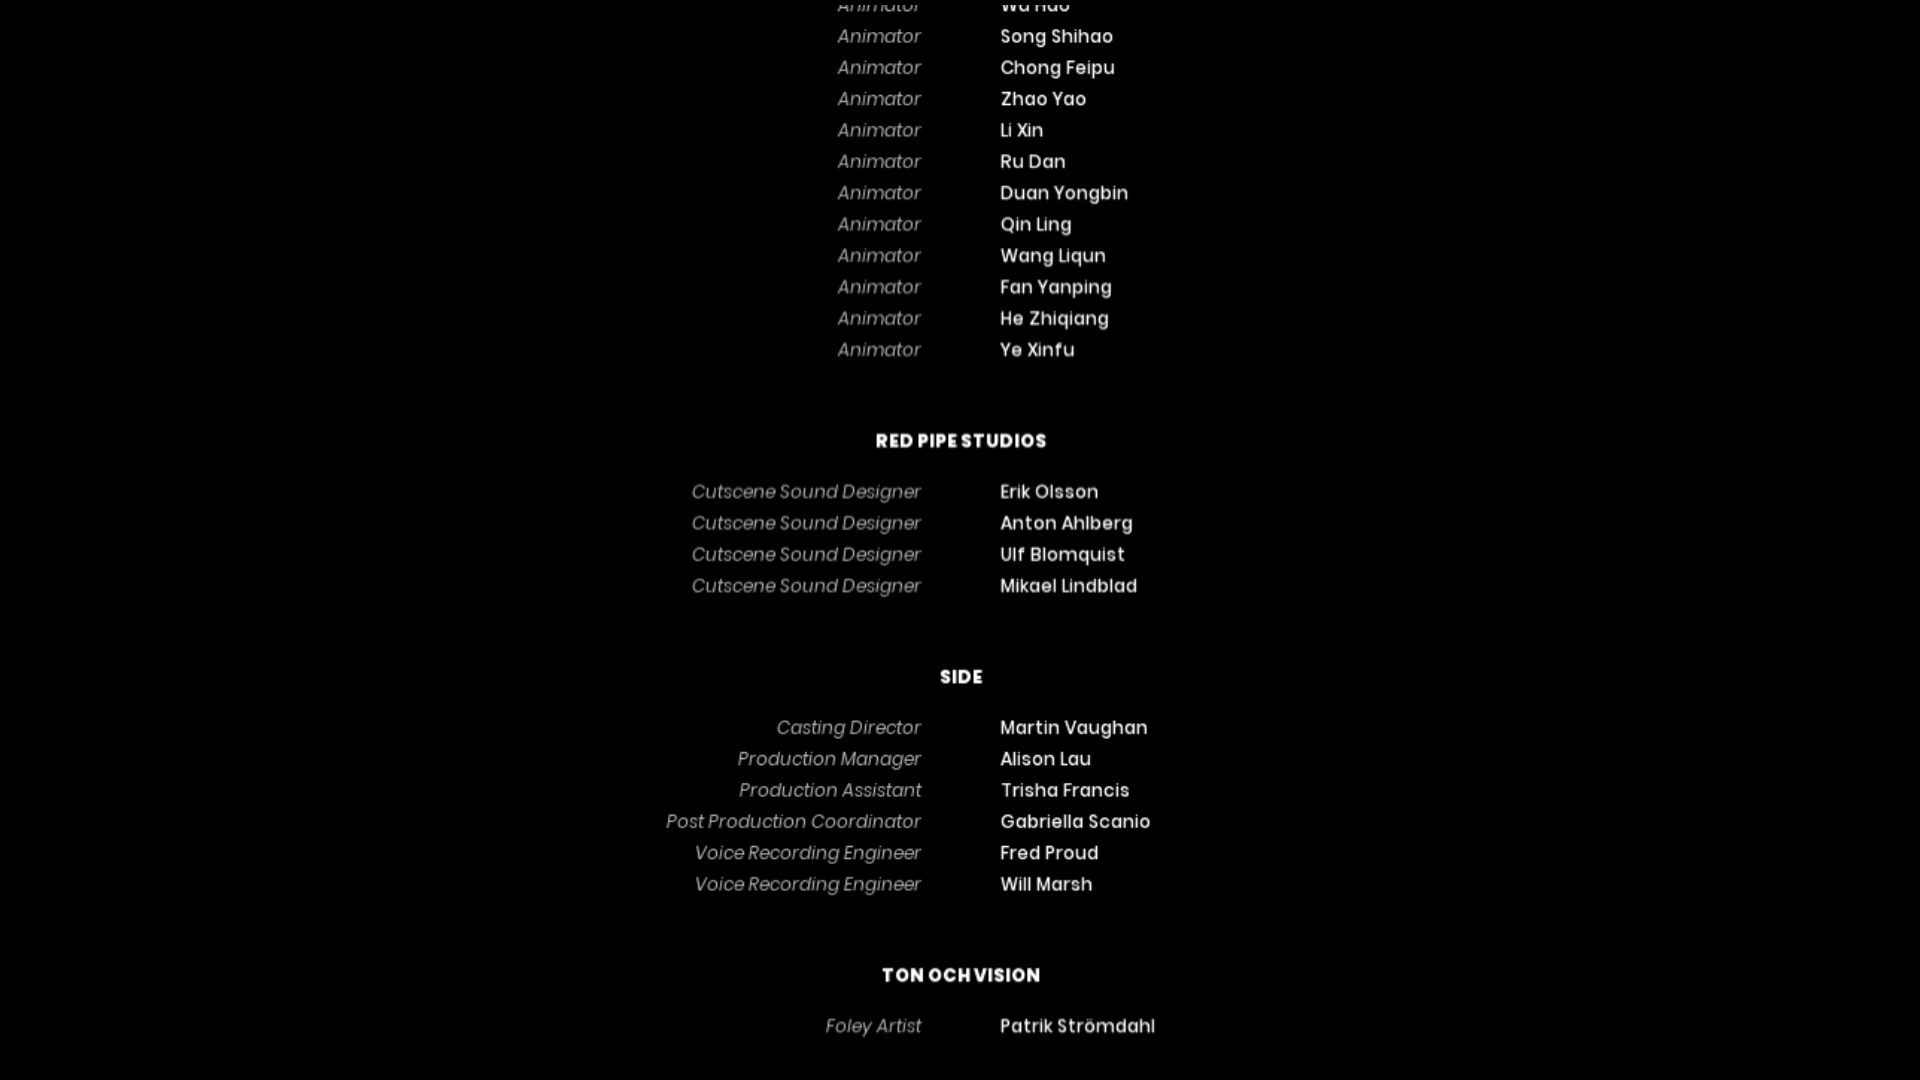 Animator Wu Hao
Animator Song Shihao
Animator Chong Feipu
Animator Zhao Yao
Animator Li Xin
Animator Ru Dan
Animator Duan Yongbin
Animator Qin Ling
Animator Wang Liqun
Animator Fan Yanping
Animator He Zhiqiang
Animator Ye Xinfu
RED PIPE STUDIOS
Cutscene Sound Designer Erik Olsson
Cutscene Sound Designer Anton Ahlberg
Cutscene Sound Designer Ulf Blomquist
Cutscene Sound Designer Mikael Lindblad
SIDE
Casting Director Martin Vaughan
Production Manager Alison Lau
Production Assistant Trisha Francis
Post Production Coordinator Gabriella Scanio
Voice Recording Engineer Fred Proud
Voice Recording Engineer Will Marsh
TON OCH VISION
Foley Artist Patrik Strömdahl